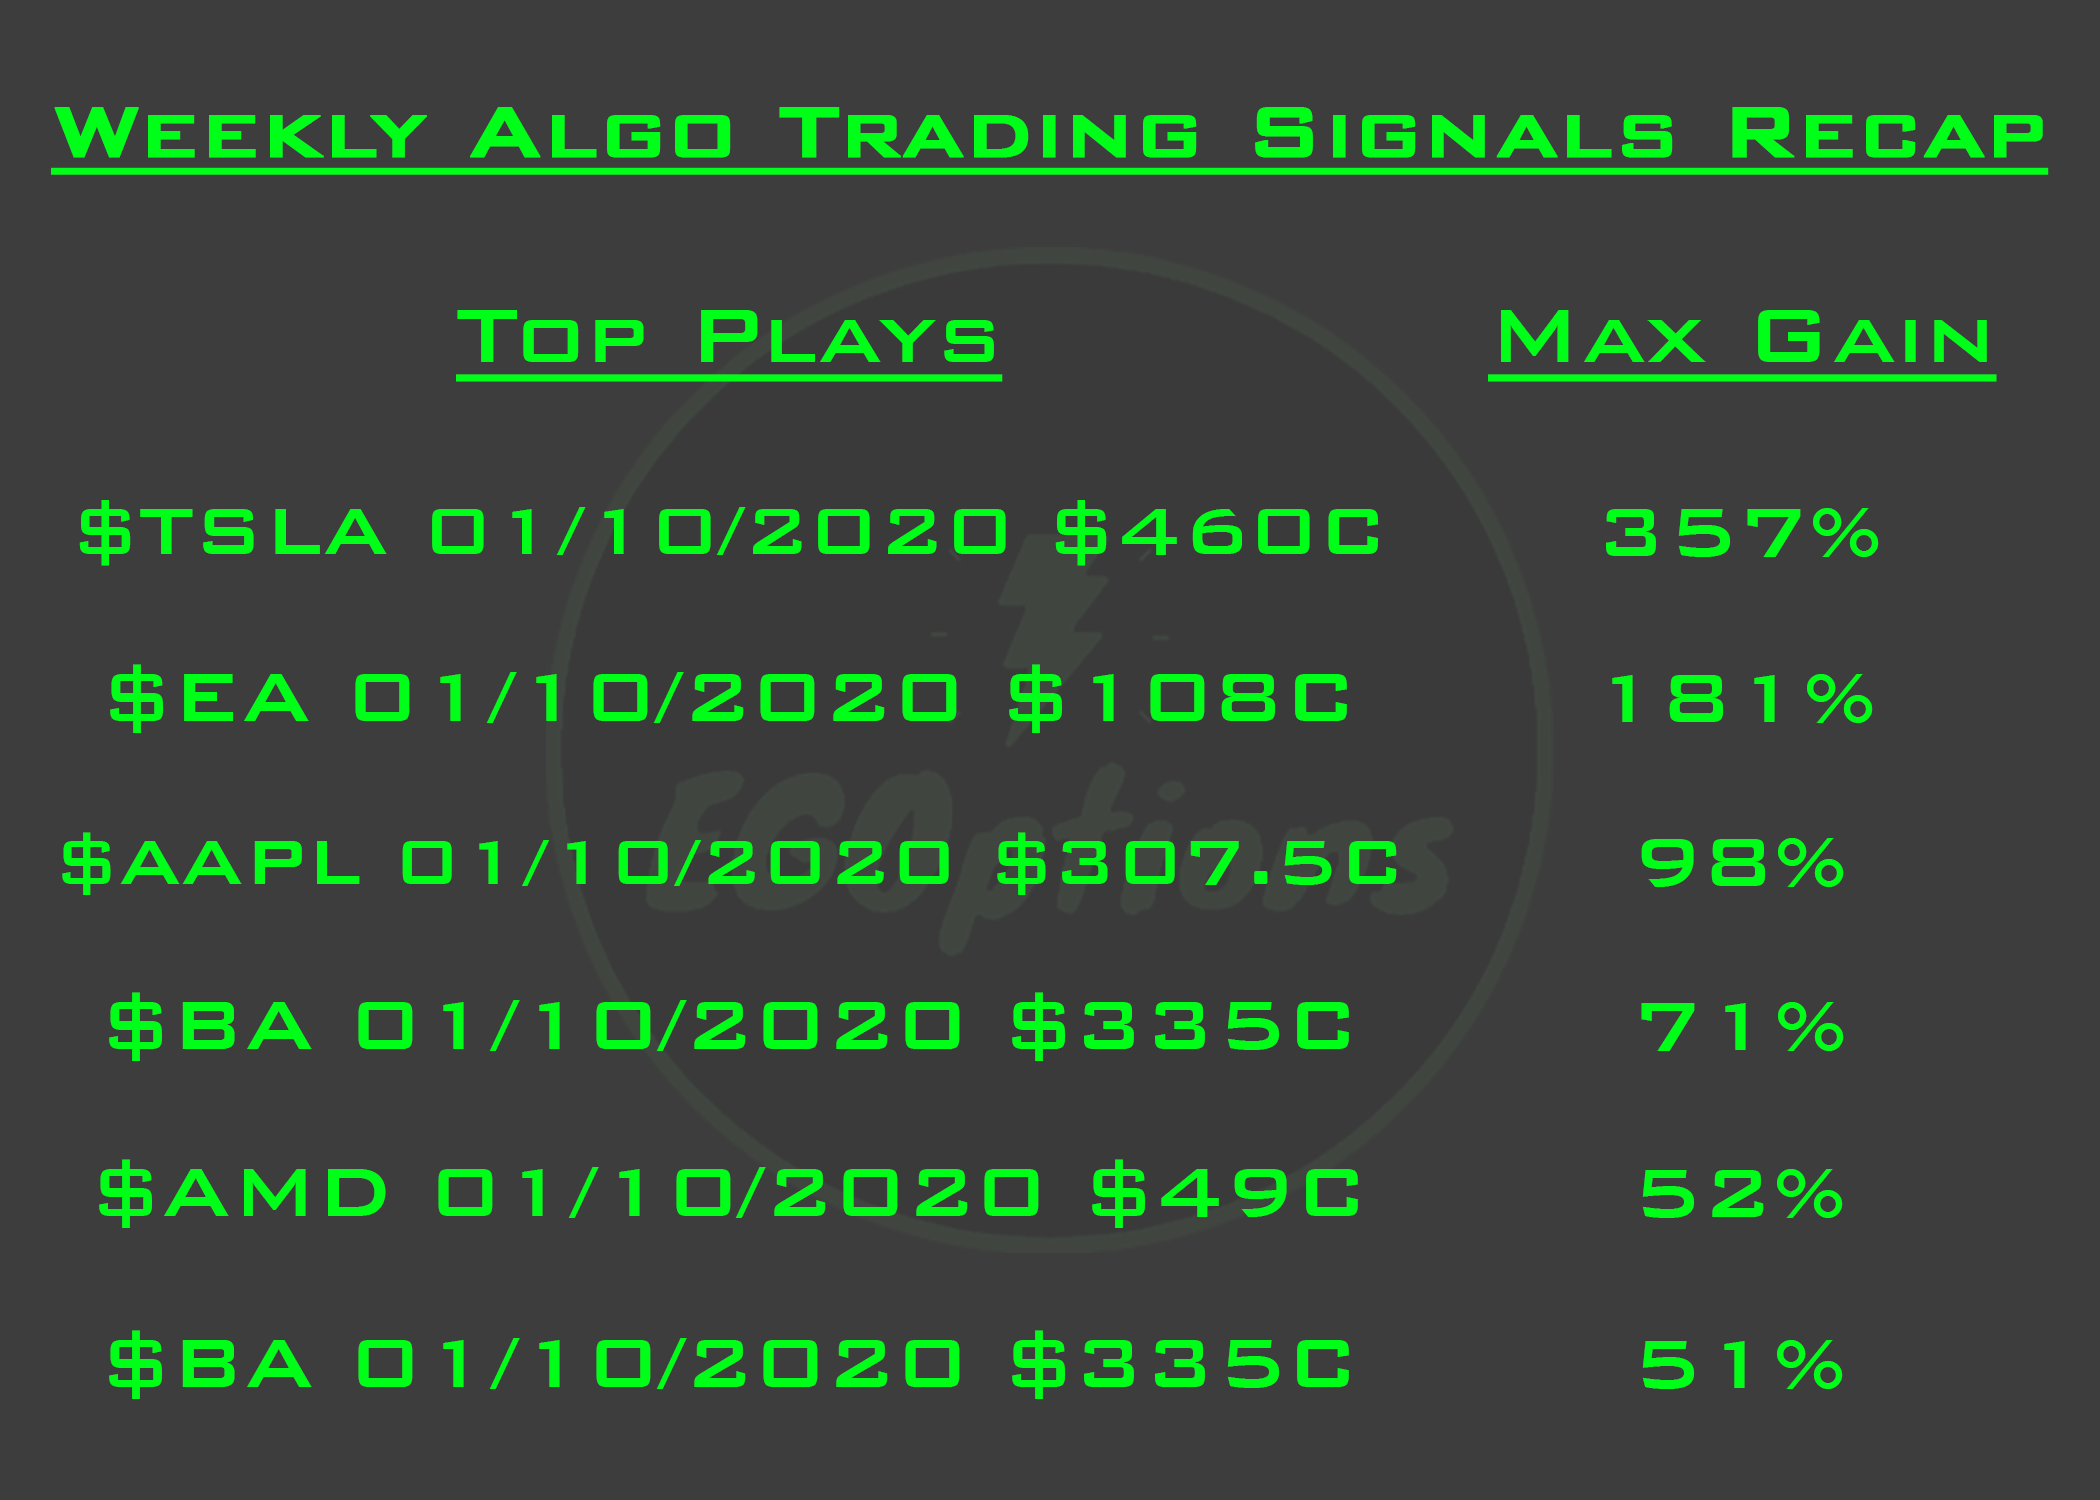 Weekly Algo Trading Signals Recap
Top Plays Max Gain
$TSLA 01/10/2020 $460C 357%
$EA 01/10/2020 $108C 181%
EGOptions
$AAPL 01/10/2020 $307.5C 98%
$BA 01/10/2020 $335C 71%
$AMD 01/10/2020 $49C 52%
$BA 01/10/2020 $335C 51%